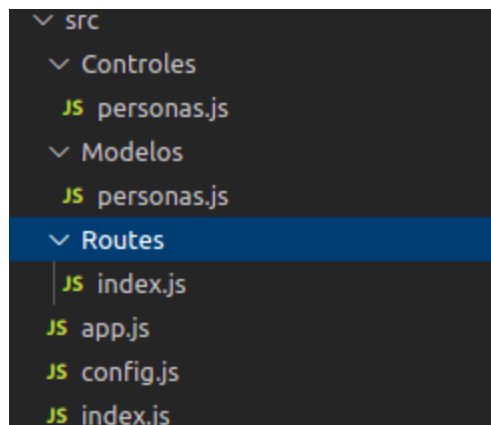 src
Controles
JS personas.js
Modelos
JS personas.js
Routes
JS index.js
JS app.js
JS config.js
JS index.js